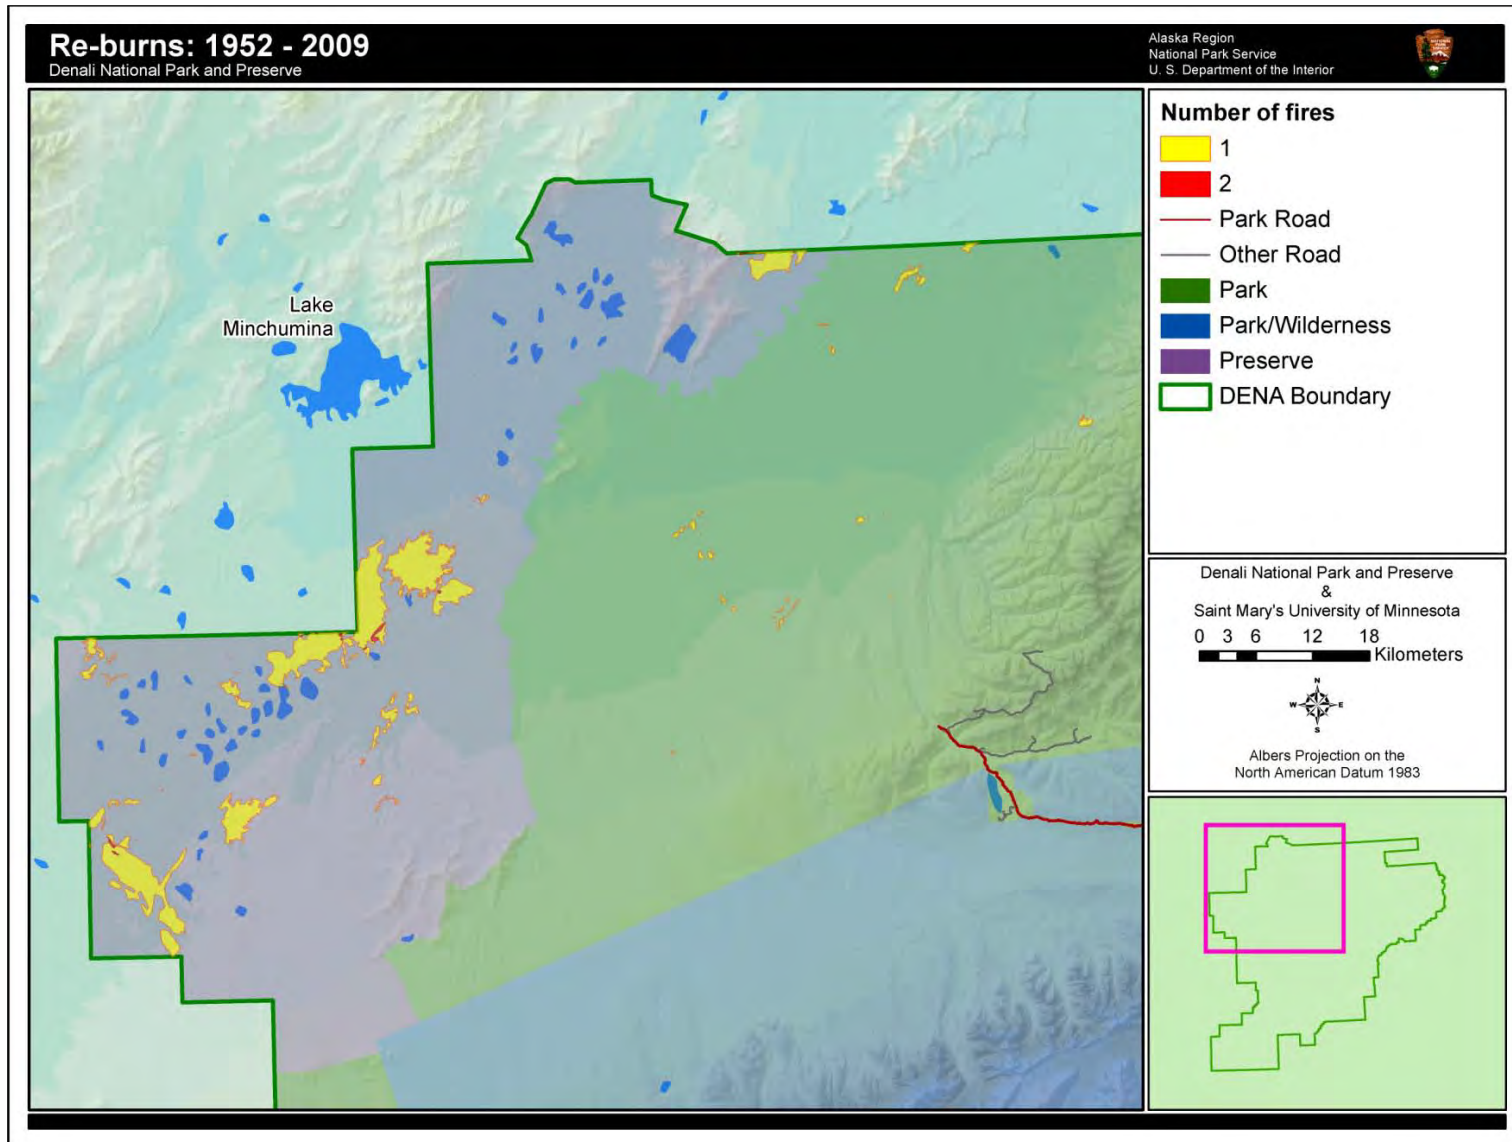 Re-burns: 1952 - 2009
Denali National Park and Preserve
Alaska Region
National Park Service
U. S. Department of the Interior
Lake
Minchumina
Number of fires
1
2
Park Road
Other Road
Park
Park/Wilderness
Preserve
DENA Boundary
Denali National Park and Preserve
&
Saint Mary's University of Minnesota
0 3 6 12 18
Kilometers
N
W E
S
Albers Projection on the
North American Datum 1983